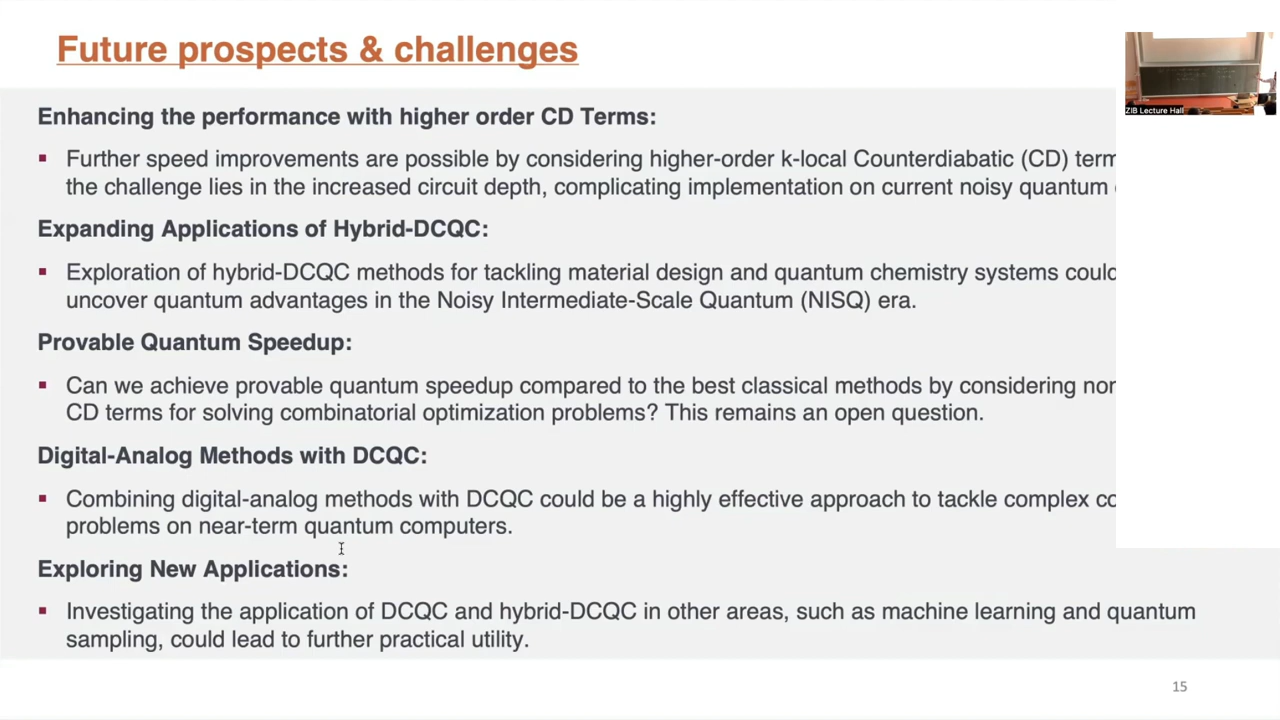 Future prospects & challenges
ZIB Lecture Hall
Enhancing the performance with higher order CD Terms:
▪ Further speed improvements are possible by considering higher-order k-local Counterdiabatic (CD)
the challenge lies in the increased circuit depth, complicating implementation on current noisy quantum
Expanding Applications of Hybrid-DCQC:
▪ Exploration of hybrid-DCQC methods for tackling material design and quantum chemistry systems could
uncover quantum advantages in the Noisy Intermediate-Scale Quantum (NISQ) era.
Provable Quantum Speedup:
▪ Can we achieve provable quantum speedup compared to the best classical methods by considering
CD terms for solving combinatorial optimization problems? This remains an open question.
Digital-Analog Methods with DCQC:
▪ Combining digital-analog methods with DCQC could be a highly effective approach to tackle complex
problems on near-term quantum computers.
Exploring New Applications:
▪ Investigating the application of DCQC and hybrid-DCQC in other areas, such as machine learning and quantum
sampling, could lead to further practical utility.
15